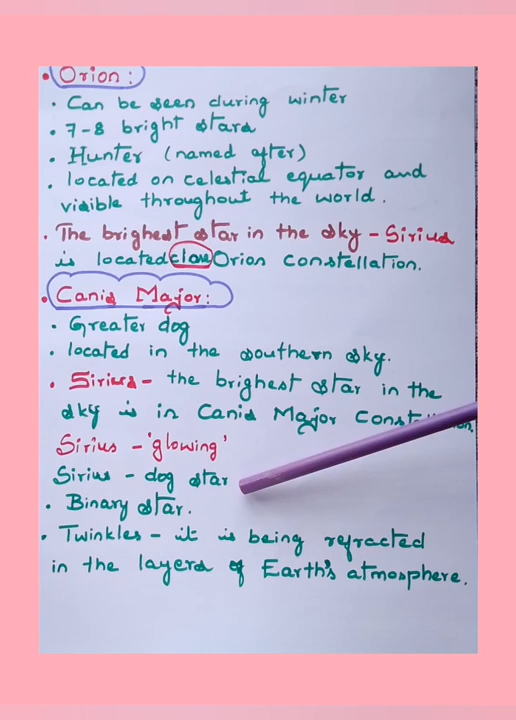 • Orion :
• Can be seen during winter
• 7-8 bright stars
• Hunter (named after)
• located on celestial equator and
visible throughout the world.
• The brighest star in the sky - Sirius
is located close Orion constellation.
• Canis Major:
• Greater dog
• located in the southern sky.
• Sirius - the brighest star in the
sky is in Canis Major Constellation.
Sirius - 'glowing'
Sirius - dog star
• Binary star.
• Twinkles - it is being refracted
in the layers of Earth's atmosphere.